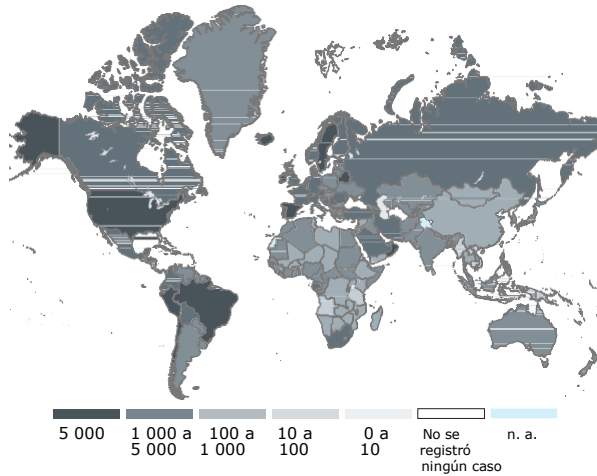 5 000
1 000 a
5 000
100 a
1 000
10 a
100
0 a
10
No se
registró
ningún caso
n. a.